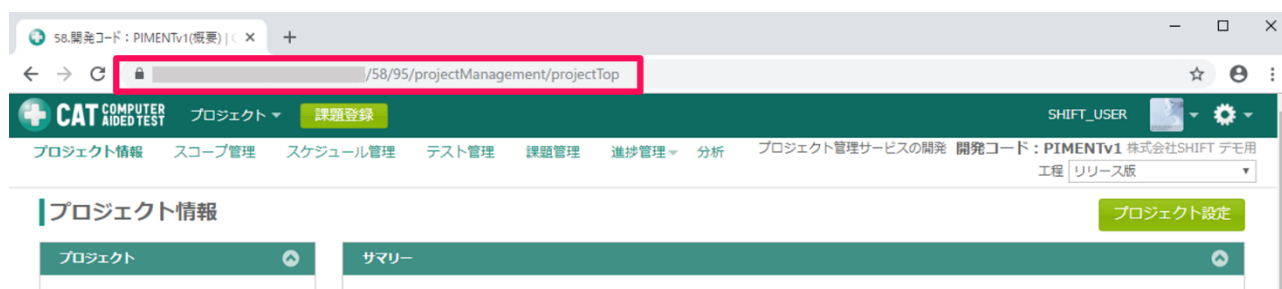 58.開発コード：PIMENTv1(概要) | C
/58/95/projectManagement/projectTop
CAT COMPUTER AIDED TEST プロジェクト 課題登録 SHIFT_USER
プロジェクト情報 スコープ管理 スケジュール管理 テスト管理 課題管理 進捗管理 分析 プロジェクト管理サービスの開発 開発コード：PIMENTv1 株式会社SHIFT デモ用
工程 リリース版
プロジェクト情報 プロジェクト設定
プロジェクト サマリー